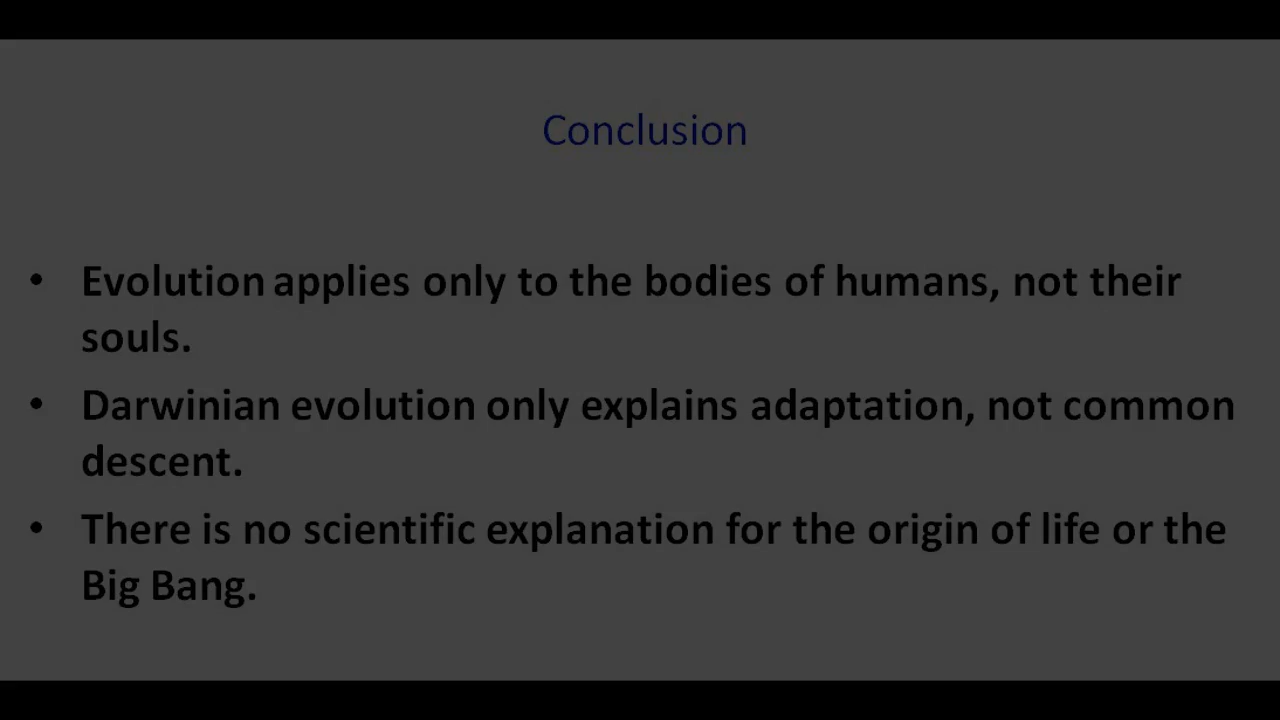 Conclusion
• Evolution applies only to the bodies of humans, not their
souls.
• Darwinian evolution only explains adaptation, not common
descent.
• There is no scientific explanation for the origin of life or the
Big Bang.